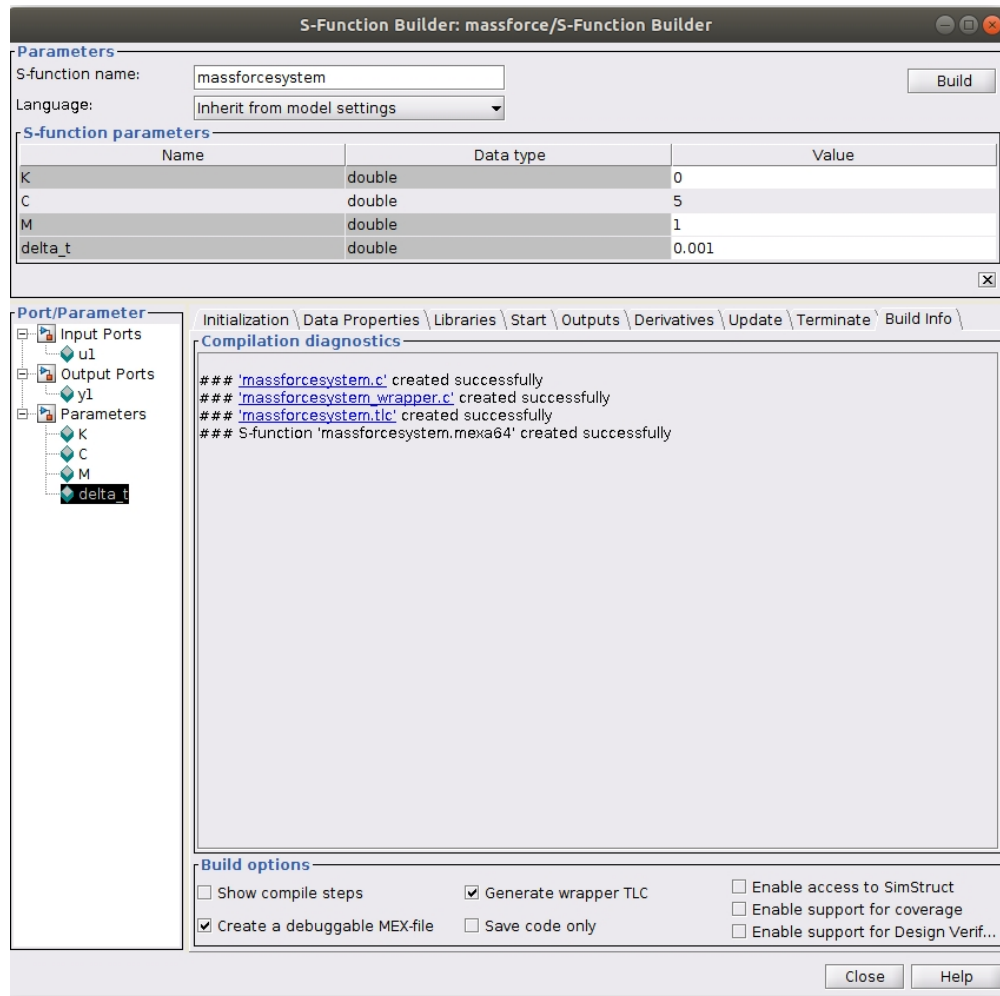 S-Function Builder: massforce/S-Function Builder
Parameters
S-function name: massforcesystem Build
Language: Inherit from model settings
S-function parameters
Name Data type Value
K double 0
C double 5
M double 1
delta_t double 0.001
Port/Parameter
Input Ports
u1
Output Ports
y1
Parameters
K
C
M
delta_t
Initialization Data Properties Libraries Start Outputs Derivatives Update Terminate Build Info
Compilation diagnostics
### 'massforcesystem.c' created successfully
### 'massforcesystem_wrapper.c' created successfully
### 'massforcesystem.tlc' created successfully
### S-function 'massforcesystem.mexa64' created successfully
Build options
Show compile steps Generate wrapper TLC Enable access to SimStruct
Enable support for coverage
Create a debuggable MEX-file Save code only Enable support for Design Verif...
Close Help